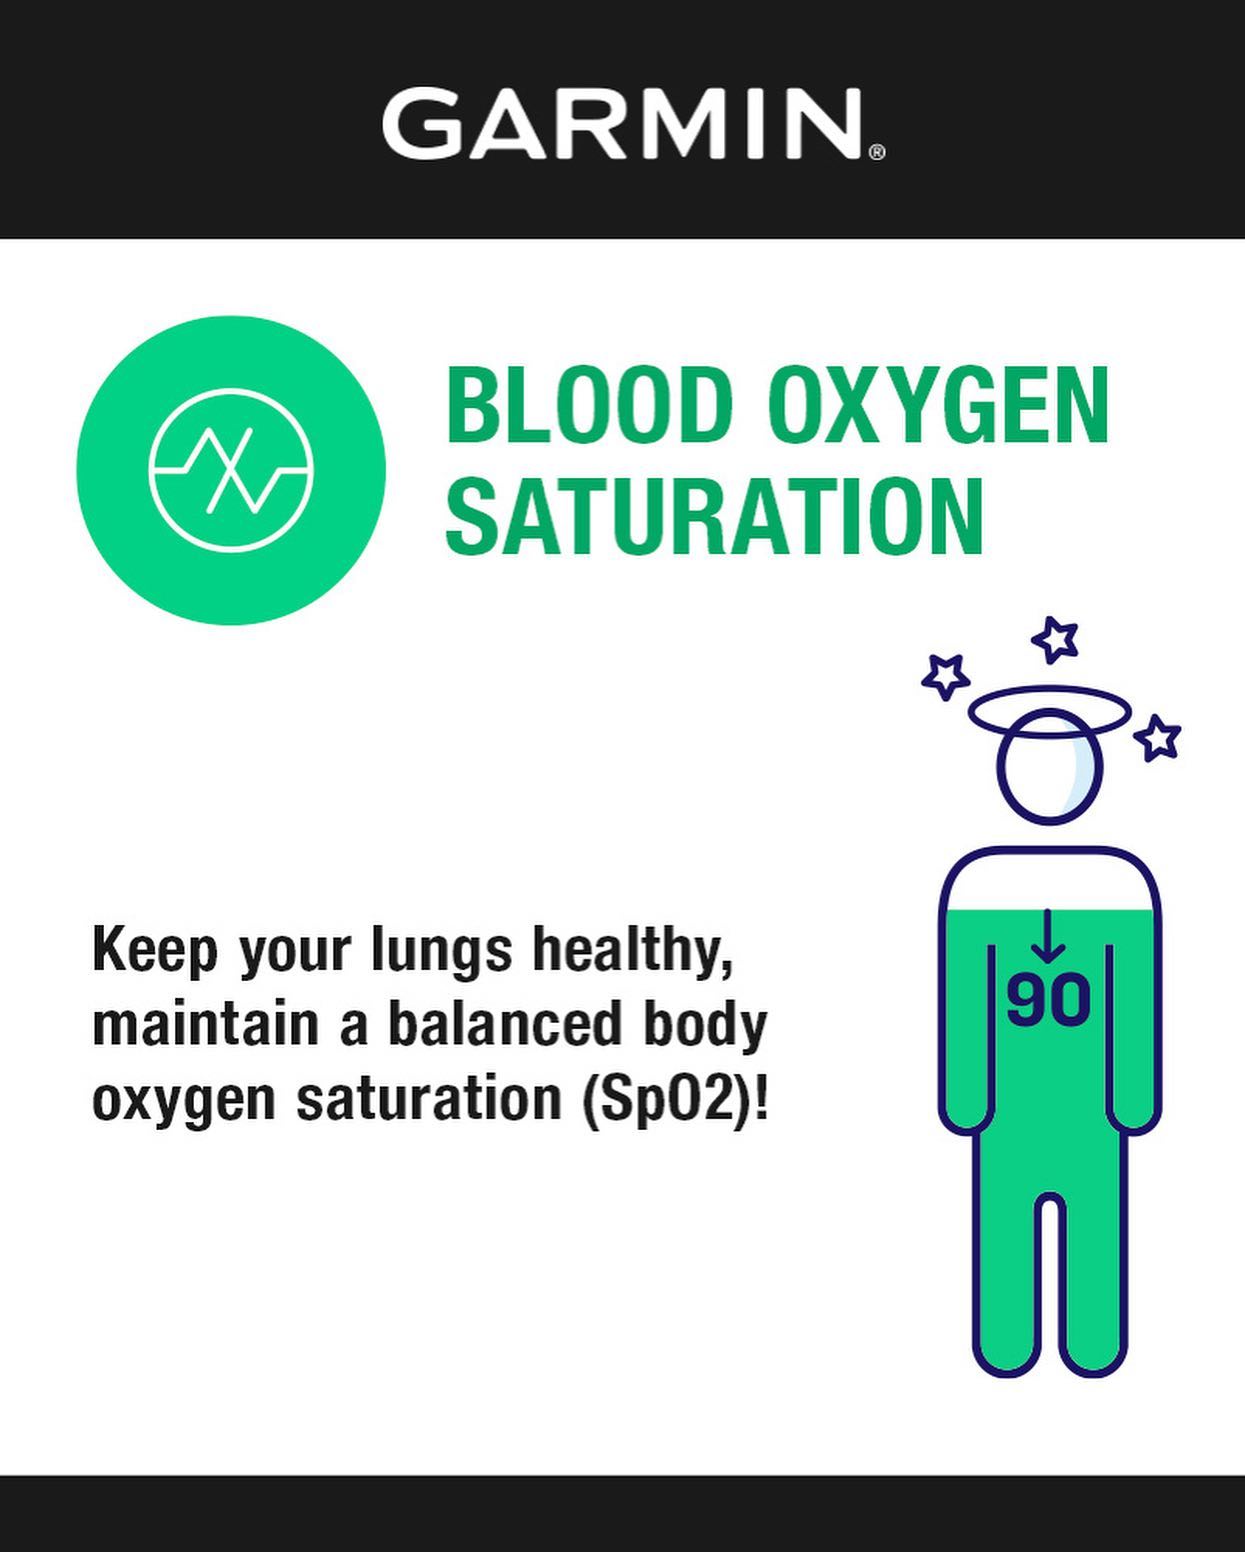 GARMIN®
BLOOD OXYGEN
SATURATION
Keep your lungs healthy,
maintain a balanced body
oxygen saturation (SpO2)!
90